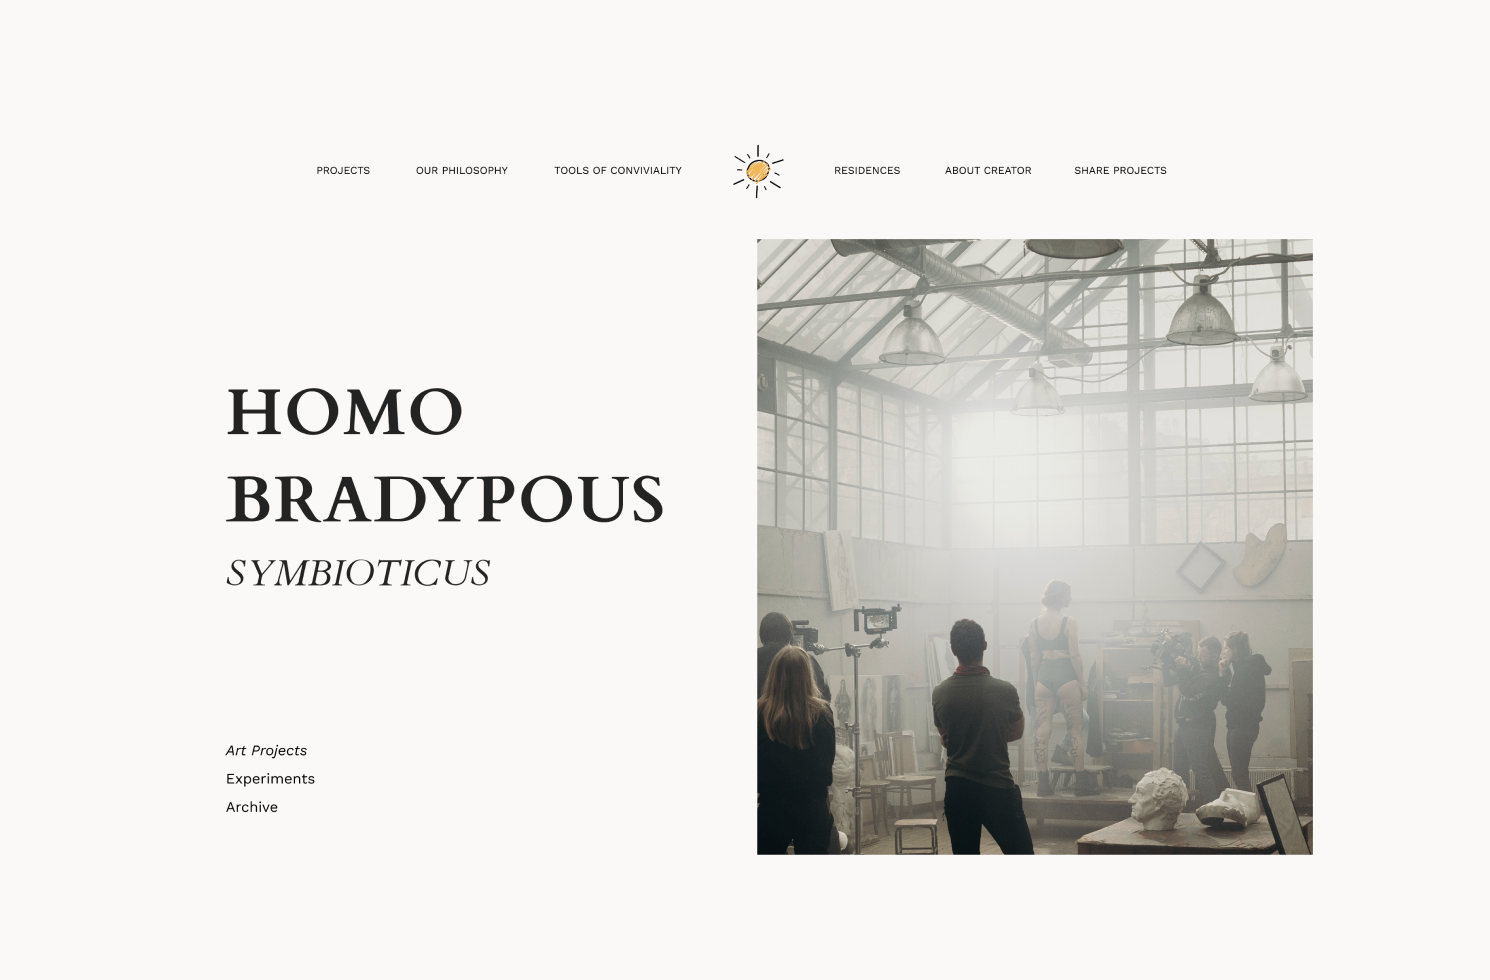 PROJECTS OUR PHILOSOPHY TOOLS OF CONVIVIALITY RESIDENCES ABOUT CREATOR SHARE PROJECTS
HOMO
BRADYPOUS
SYMBIOTICUS
Art Projects
Experiments
Archive